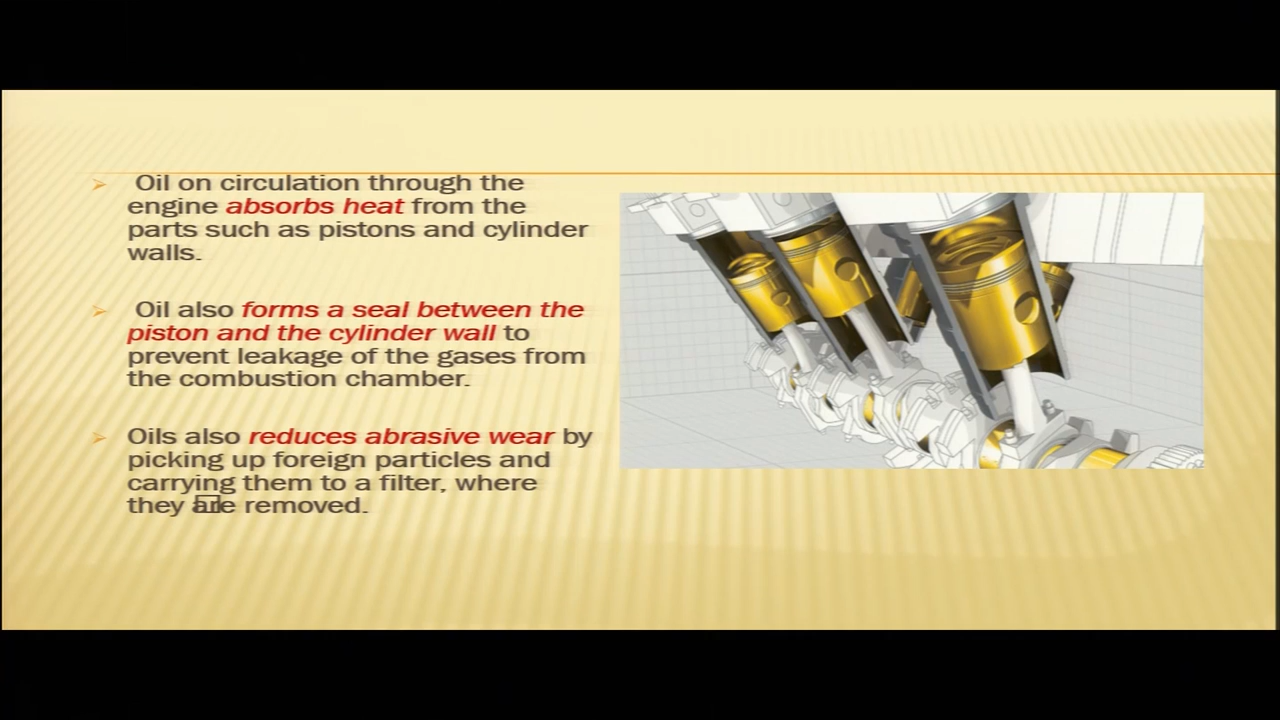 Oil on circulation through the
engine absorbs heat from the
parts such as pistons and cylinder
walls.
Oil also forms a seal between the
piston and the cylinder wall to
prevent leakage of the gases from
the combustion chamber.
Oils also reduces abrasive wear by
picking up foreign particles and
carrying them to a filter, where
they are removed.